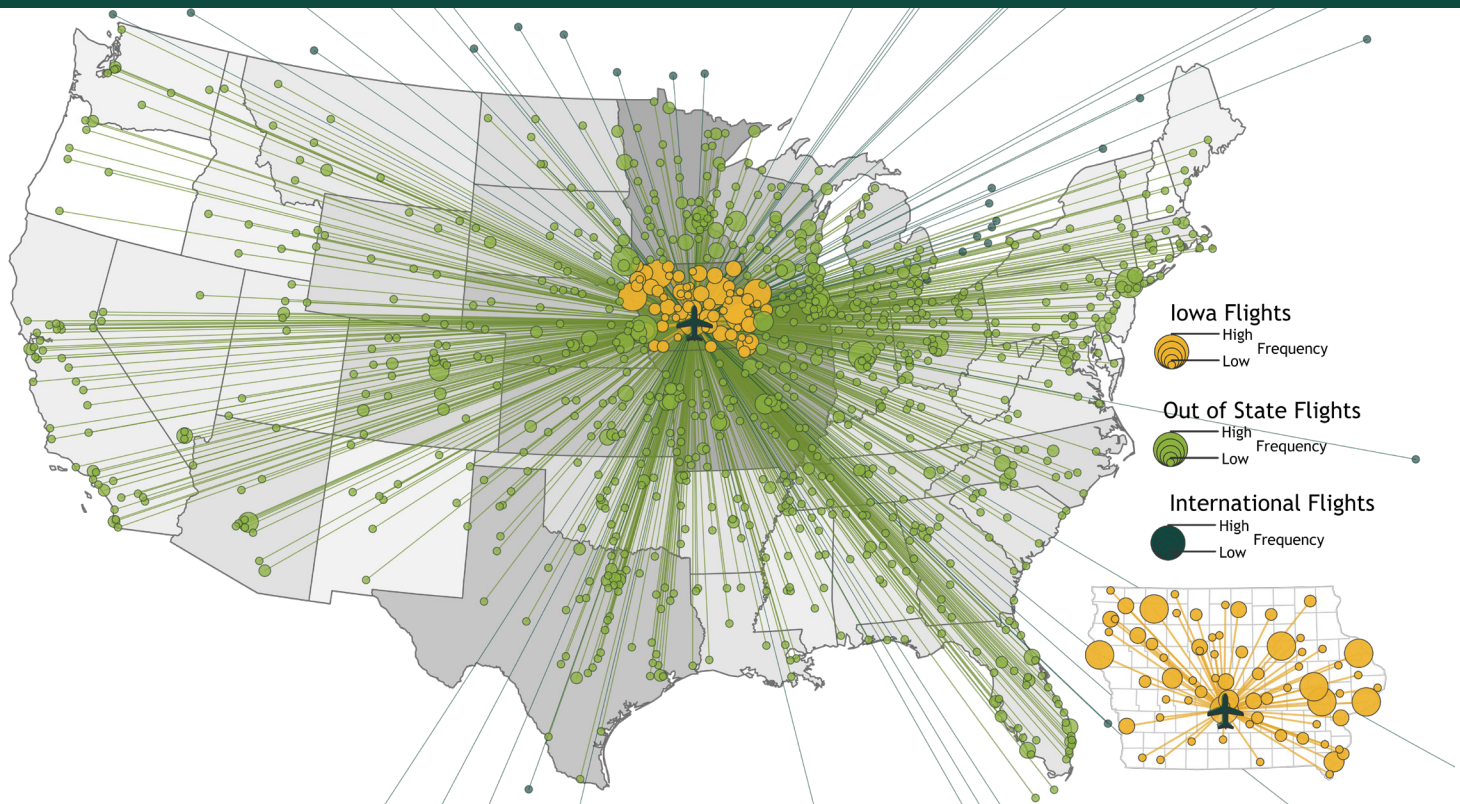 Iowa Flights
High
Frequency
Low
Out of State Flights
High
Frequency
Low
International Flights
High
Frequency
Low